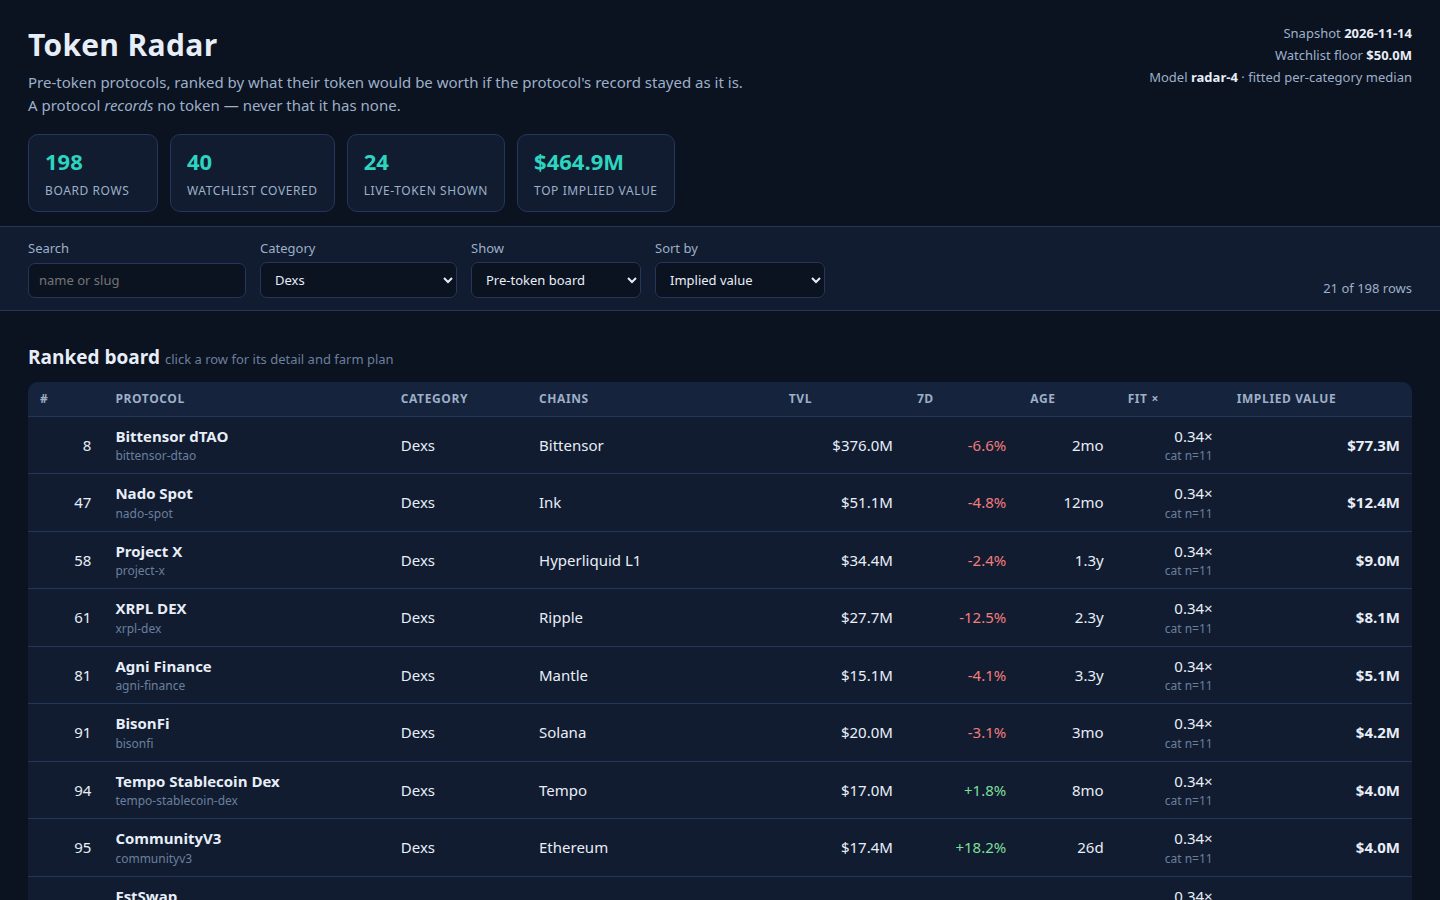 Token Radar
Pre-token protocols, ranked by what their token would be worth if the protocol's record stayed as it is.
A protocol records no token — never that it has none.
Snapshot 2026-11-14
Watchlist floor $50.0M
Model radar-4 · fitted per-category median
198
BOARD ROWS
40
WATCHLIST COVERED
24
LIVE-TOKEN SHOWN
$464.9M
TOP IMPLIED VALUE
Search
name or slug
Category
Dexs
Show
Pre-token board
Sort by
Implied value
21 of 198 rows
Ranked board click a row for its detail and farm plan
# PROTOCOL CATEGORY CHAINS TVL 7D AGE FIT × IMPLIED VALUE
8 Bittensor dTAO Dexs Bittensor $376.0M -6.6% 2mo 0.34× $77.3M
bittensor-dtao cat n=11
47 Nado Spot Dexs Ink $51.1M -4.8% 12mo 0.34× $12.4M
nado-spot cat n=11
58 Project X Dexs Hyperliquid L1 $34.4M -2.4% 1.3y 0.34× $9.0M
project-x cat n=11
61 XRPL DEX Dexs Ripple $27.7M -12.5% 2.3y 0.34× $8.1M
xrpl-dex cat n=11
81 Agni Finance Dexs Mantle $15.1M -4.1% 3.3y 0.34× $5.1M
agni-finance cat n=11
91 BisonFi Dexs Solana $20.0M -3.1% 3mo 0.34× $4.2M
bisonfi cat n=11
94 Tempo Stablecoin Dex Dexs Tempo $17.0M +1.8% 8mo 0.34× $4.0M
tempo-stablecoin-dex cat n=11
95 CommunityV3 Dexs Ethereum $17.4M +18.2% 26d 0.34× $4.0M
communityv3 cat n=11
FstSwap 0.34×